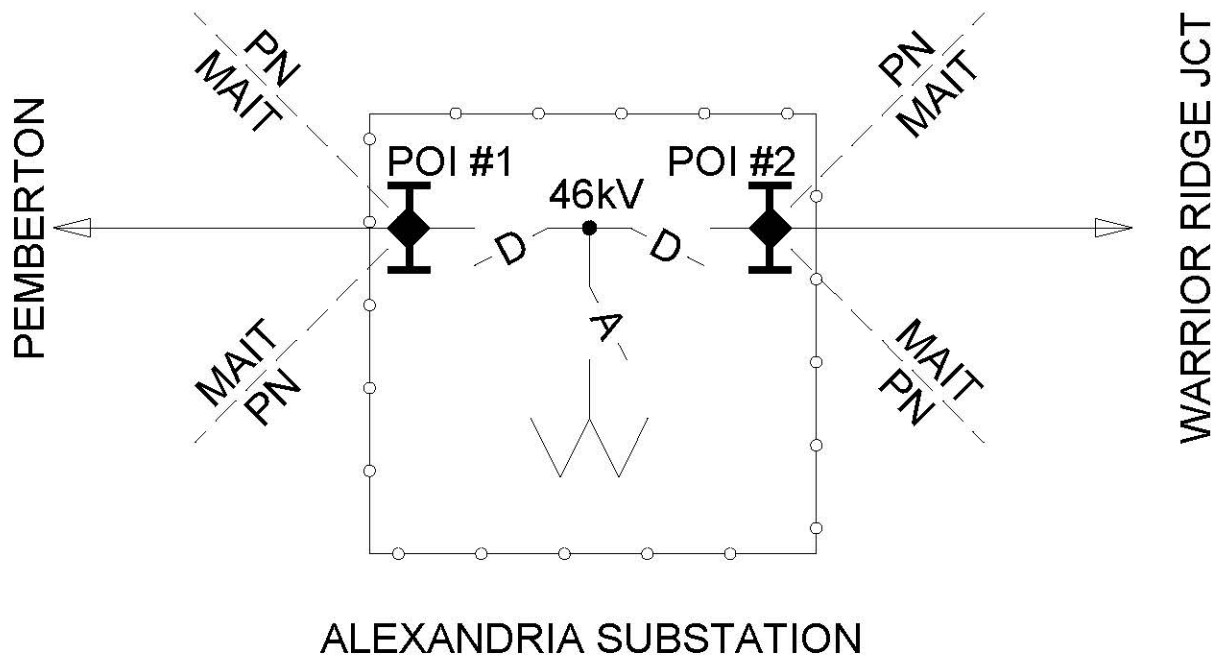 PN
MAIT
PN
MAIT
PEMBERTON
WARRIOR RIDGE JCT
POI #1
POI #2
46kV
D
D
A
MAIT
PN
MAIT
PN
ALEXANDRIA SUBSTATION